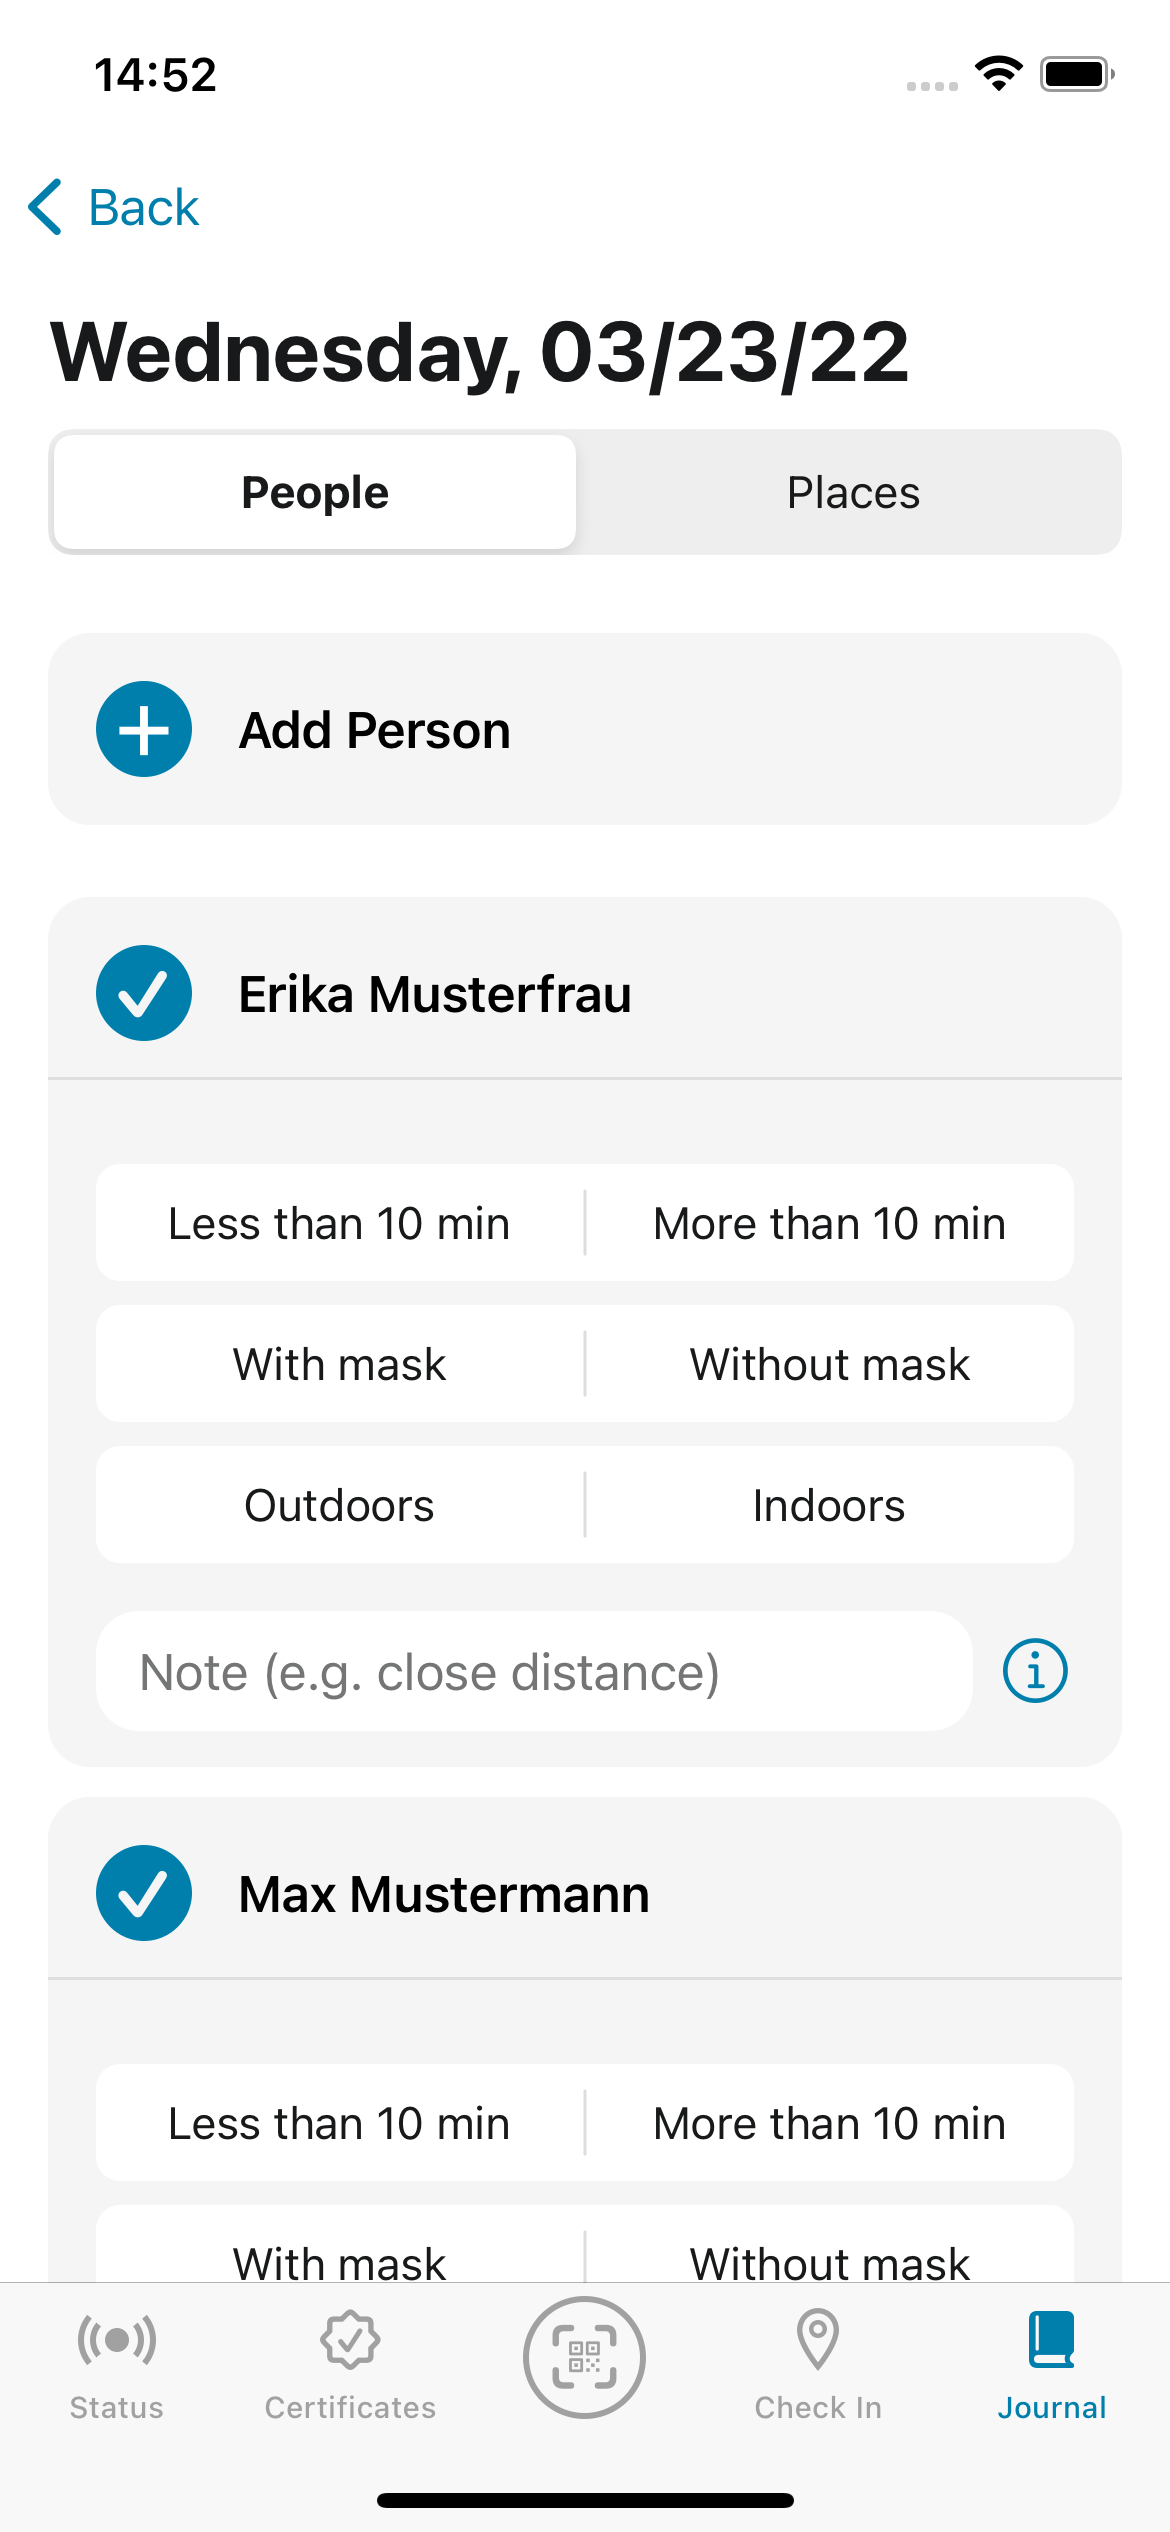 14:52
Back
Wednesday, 03/23/22
People Places
Add Person
Erika Musterfrau
Less than 10 min More than 10 min
With mask Without mask
Outdoors Indoors
Note (e.g. close distance)
Max Mustermann
Less than 10 min More than 10 min
With mask Without mask
Status Certificates Check In Journal